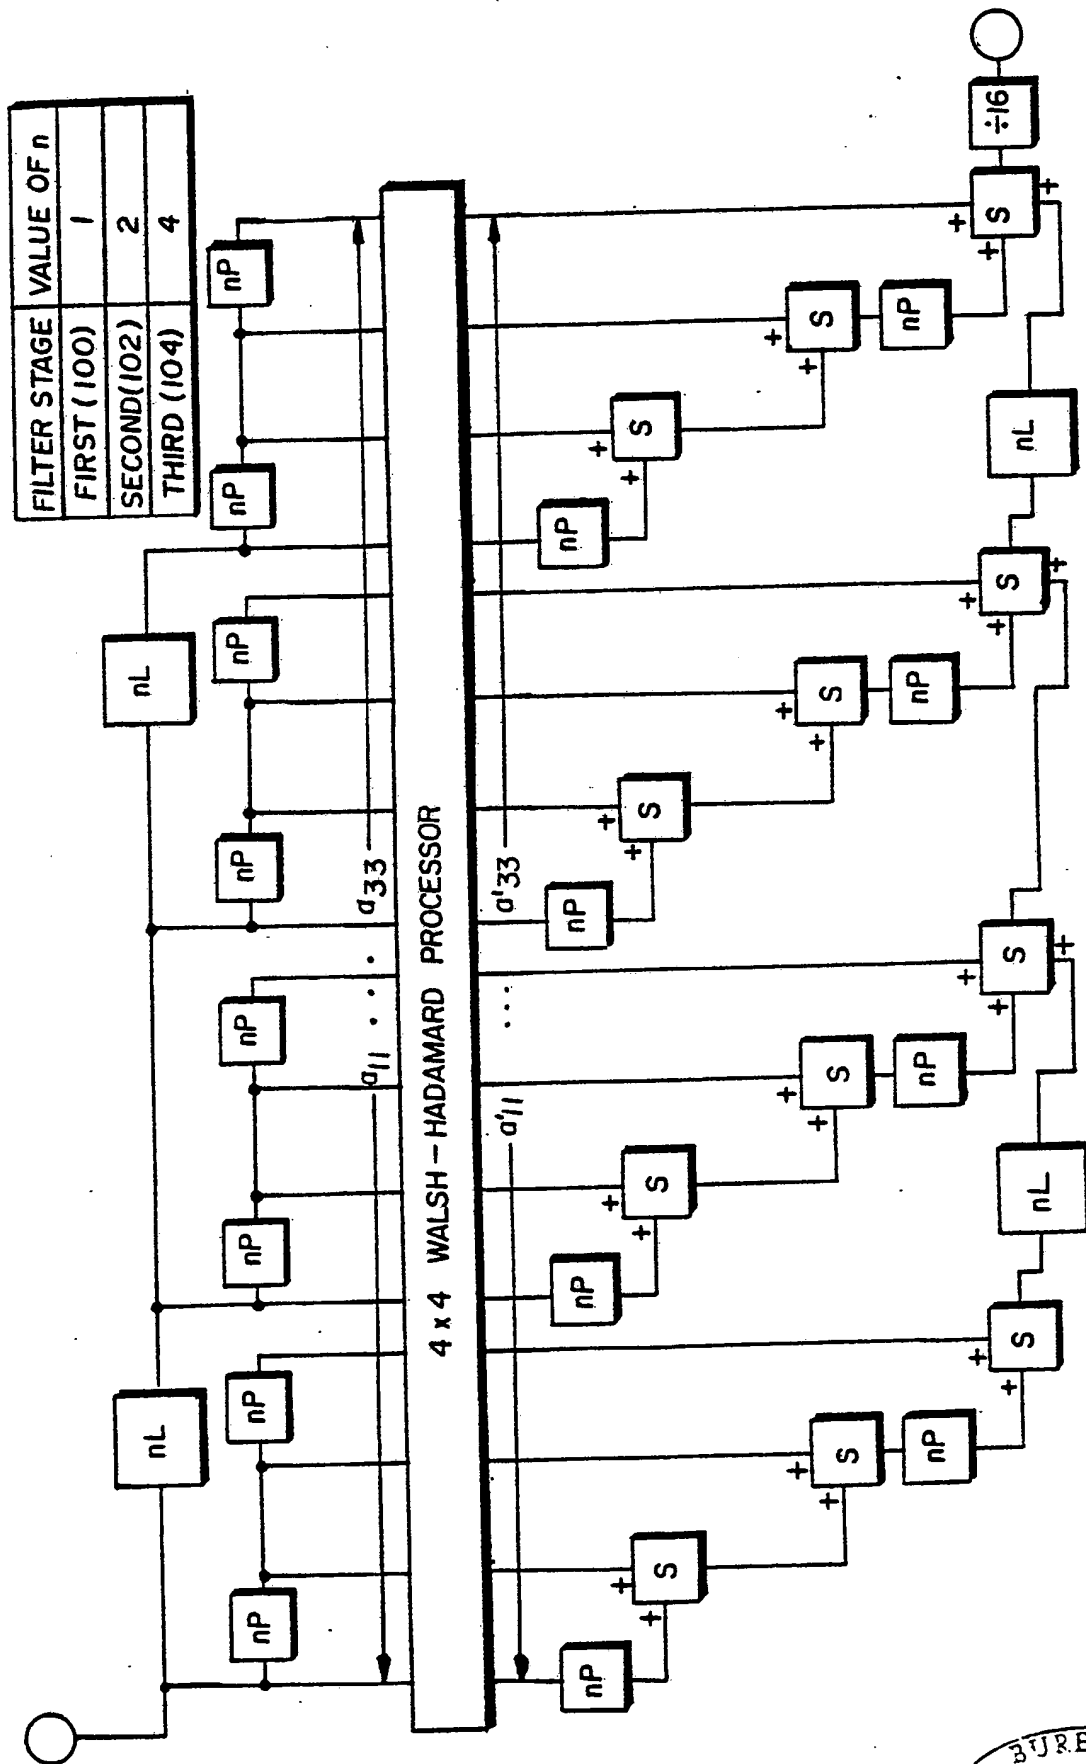 FILTER STAGE VALUE OF n
FIRST (100) 1
SECOND(102) 2
THIRD (104) 4
nL nL
nP nP nP nP nP nP nP nP
a11 . . . a33
4 x 4 WALSH – HADAMARD PROCESSOR
a'11 ... a'33
nP nP nP nP
+ + + +
+ S + S + S + S
+ + + +
+ S + S + S + S
nP nP nP nP
+ + + +
+ S + S + S + S ÷16
+ + +
nL nL
BURE